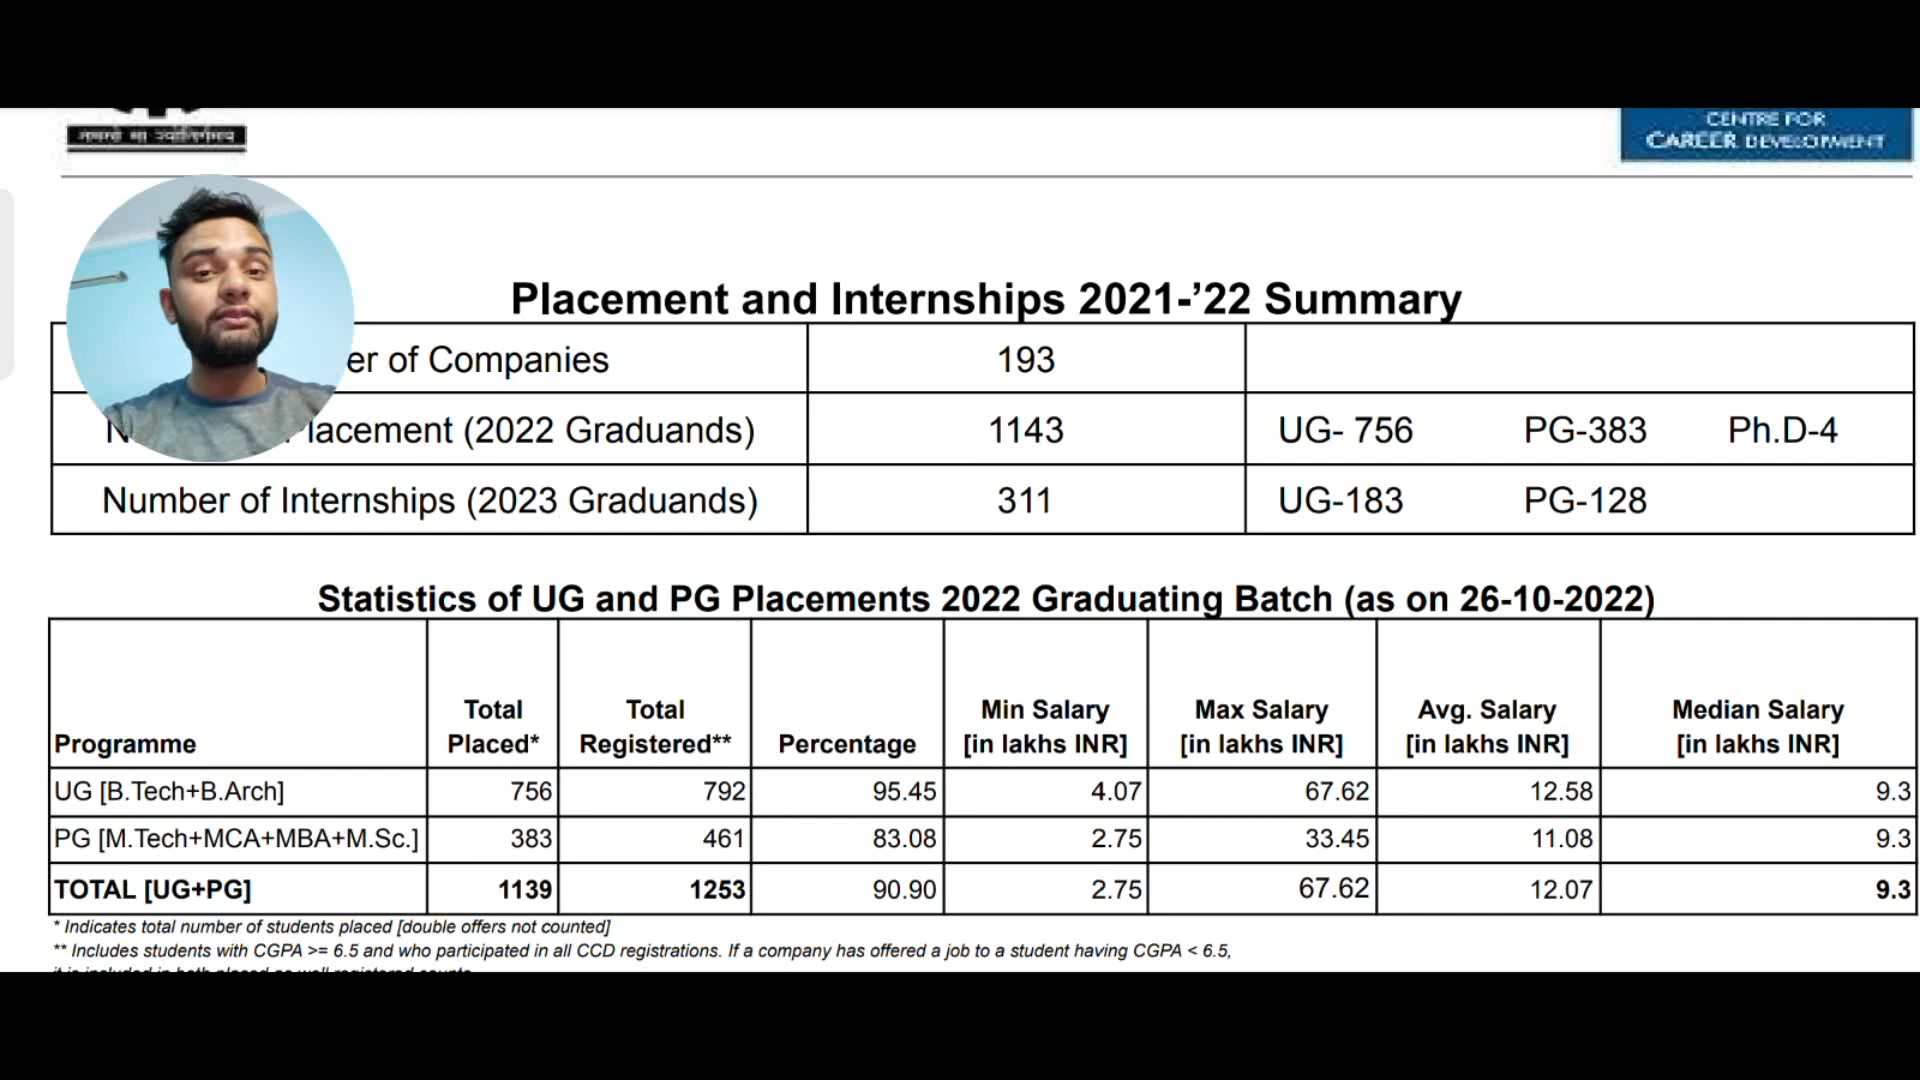 CENTRE FOR
CAREER DEVELOPMENT
Placement and Internships 2021-’22 Summary
er of Companies 193
N lacement (2022 Graduands) 1143 UG- 756 PG-383 Ph.D-4
Number of Internships (2023 Graduands) 311 UG-183 PG-128
Statistics of UG and PG Placements 2022 Graduating Batch (as on 26-10-2022)
Programme Total Placed* Total Registered** Percentage Min Salary [in lakhs INR] Max Salary [in lakhs INR] Avg. Salary [in lakhs INR] Median Salary [in lakhs INR]
UG [B.Tech+B.Arch] 756 792 95.45 4.07 67.62 12.58 9.3
PG [M.Tech+MCA+MBA+M.Sc.] 383 461 83.08 2.75 33.45 11.08 9.3
TOTAL [UG+PG] 1139 1253 90.90 2.75 67.62 12.07 9.3
* Indicates total number of students placed [double offers not counted]
** Includes students with CGPA >= 6.5 and who participated in all CCD registrations. If a company has offered a job to a student having CGPA < 6.5,